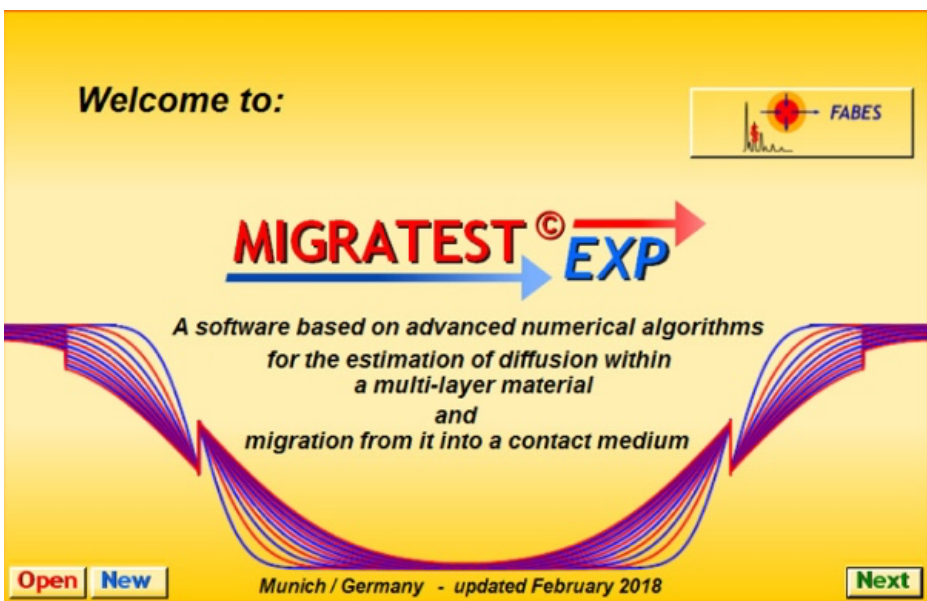 Welcome to:
FABES
MIGRATEST © EXP
A software based on advanced numerical algorithms
for the estimation of diffusion within
a multi-layer material
and
migration from it into a contact medium
Open New
Munich / Germany - updated February 2018
Next